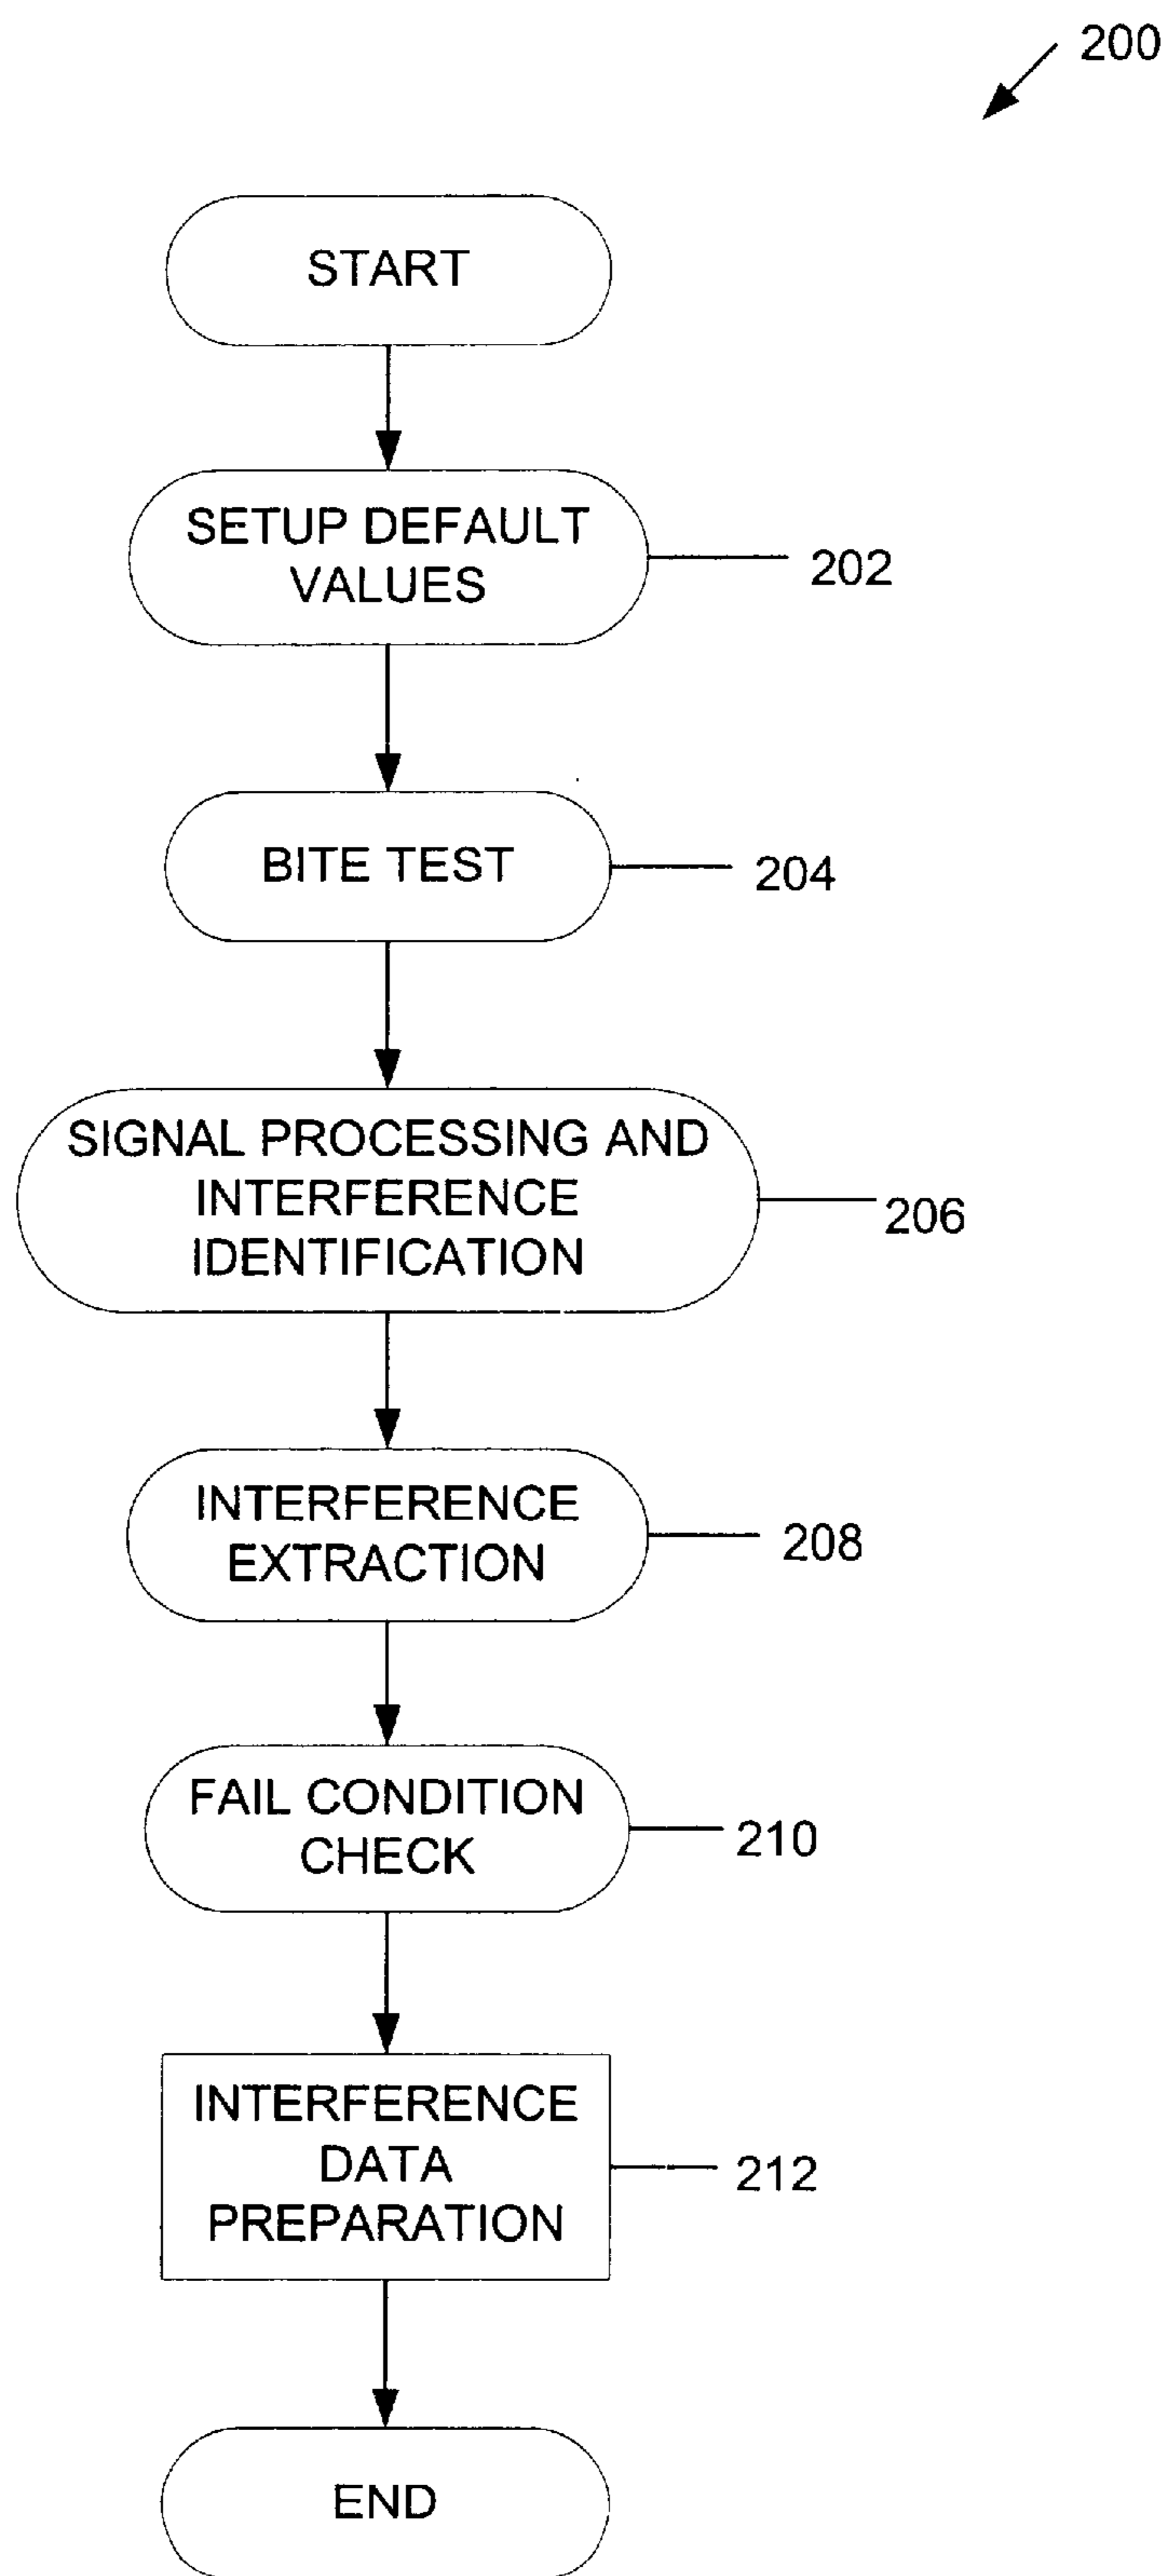 200
START
SETUP DEFAULT
VALUES
202
BITE TEST
204
SIGNAL PROCESSING AND
INTERFERENCE
IDENTIFICATION
206
INTERFERENCE
EXTRACTION
208
FAIL CONDITION
CHECK
210
INTERFERENCE
DATA
PREPARATION
212
END